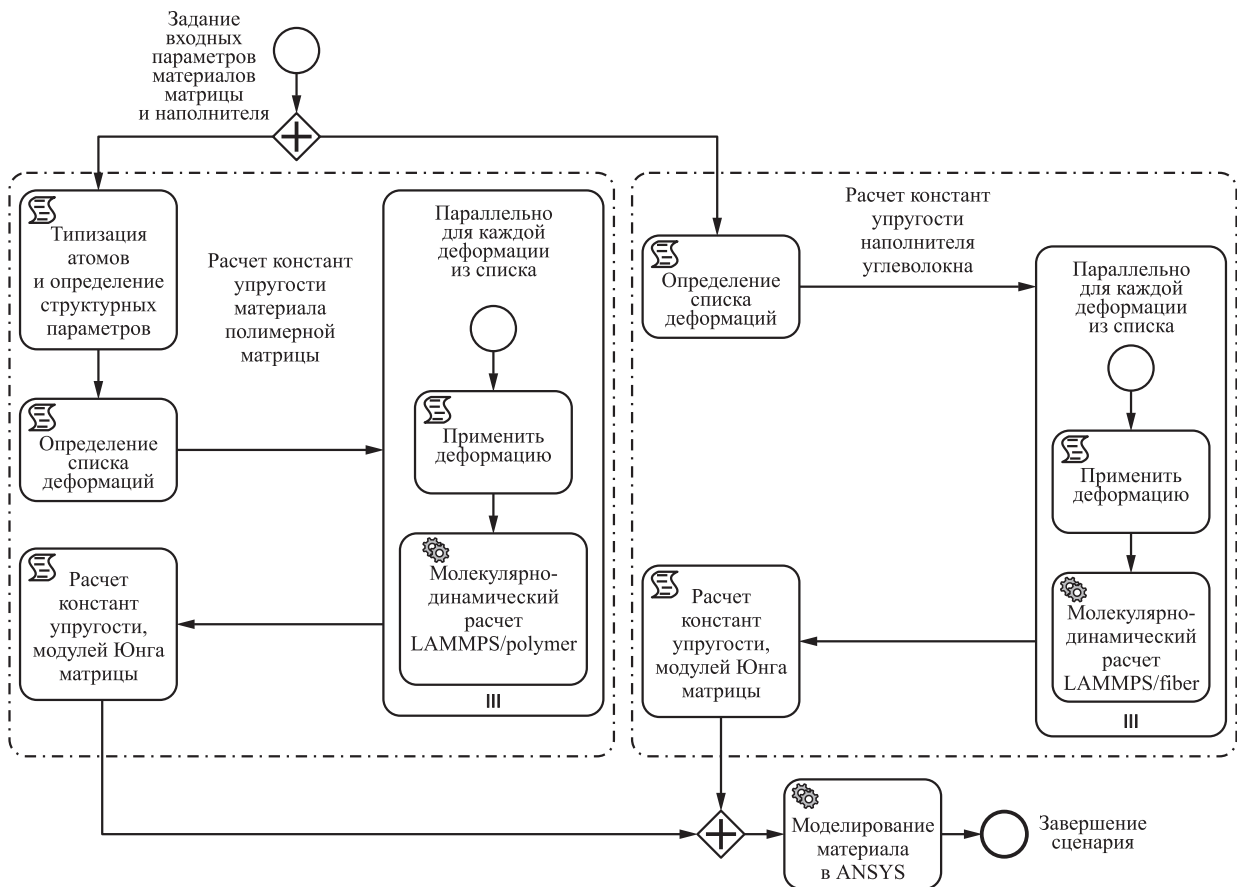 Задание
входных
параметров
материалов
матрицы
и наполнителя
Типизация
атомов
и определение
структурных
параметров
Расчет констант
упругости
материала
полимерной
матрицы
Параллельно
для каждой
деформации
из списка
Определение
списка
деформаций
Применить
деформацию
Молекулярно-
динамический
расчет
LAMMPS/polymer
Расчет
констант
упругости,
модулей Юнга
матрицы
Определение
списка
деформаций
Расчет констант
упругости
наполнителя
углеволокна
Параллельно
для каждой
деформации
из списка
Применить
деформацию
Молекулярно-
динамический
расчет
LAMMPS/fiber
Расчет
констант
упругости,
модулей Юнга
матрицы
Моделирование
материала
в ANSYS
Завершение
сценария